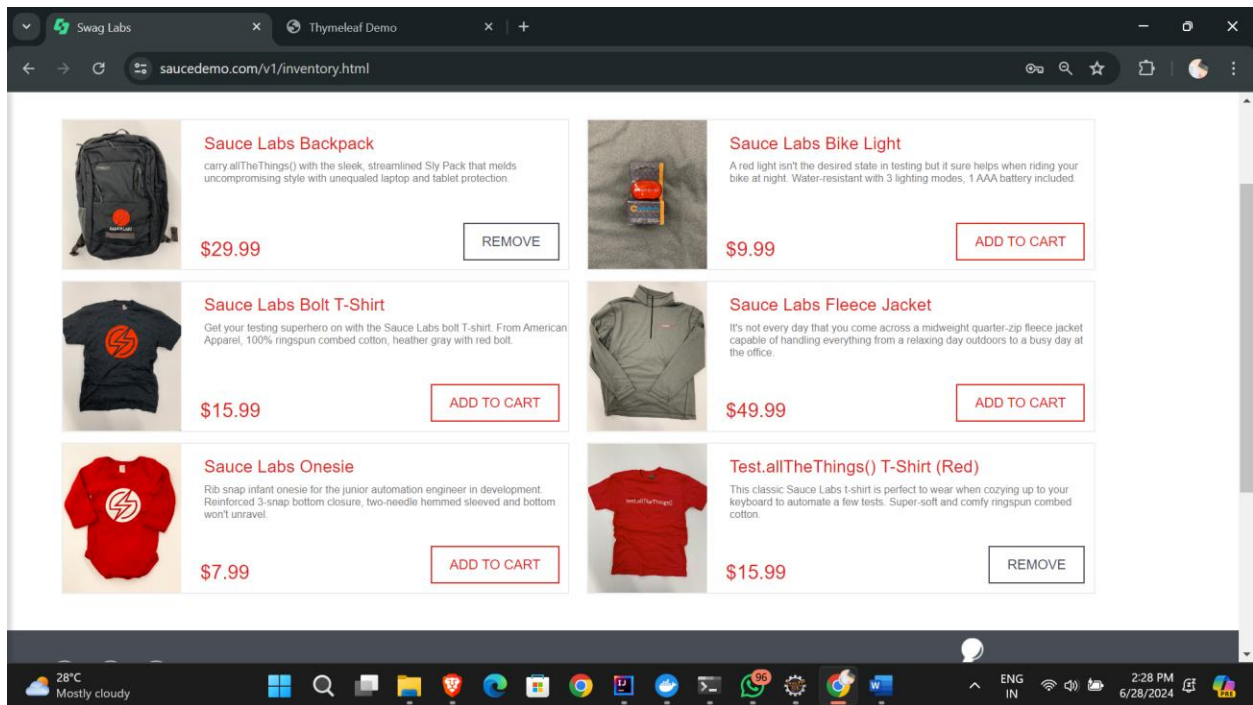 Swag Labs
Thymeleaf Demo
saucedemo.com/v1/inventory.html
Sauce Labs Backpack
carry.allTheThings() with the sleek, streamlined Sly Pack that melds
uncompromising style with unequaled laptop and tablet protection.
$29.99
REMOVE
Sauce Labs Bike Light
A red light isn't the desired state in testing but it sure helps when riding your
bike at night. Water-resistant with 3 lighting modes, 1 AAA battery included.
$9.99
ADD TO CART
Sauce Labs Bolt T-Shirt
Get your testing superhero on with the Sauce Labs bolt T-shirt. From American
Apparel, 100% ringspun combed cotton, heather gray with red bolt.
$15.99
ADD TO CART
Sauce Labs Fleece Jacket
It's not every day that you come across a midweight quarter-zip fleece jacket
capable of handling everything from a relaxing day outdoors to a busy day at
the office.
$49.99
ADD TO CART
Sauce Labs Onesie
Rib snap infant onesie for the junior automation engineer in development.
Reinforced 3-snap bottom closure, two-needle hemmed sleeved and bottom
won't unravel.
$7.99
ADD TO CART
test.allTheThings()
Test.allTheThings() T-Shirt (Red)
This classic Sauce Labs t-shirt is perfect to wear when cozying up to your
keyboard to automate a few tests. Super-soft and comfy ringspun combed
cotton.
$15.99
REMOVE
28°C
Mostly cloudy
96
ENG
IN
2:28 PM
6/28/2024
PRE